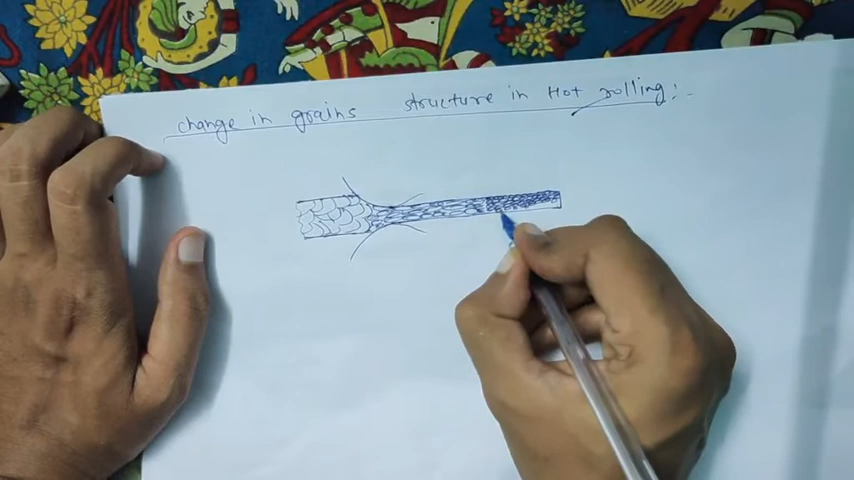 change in grains structure in Hot rolling :-